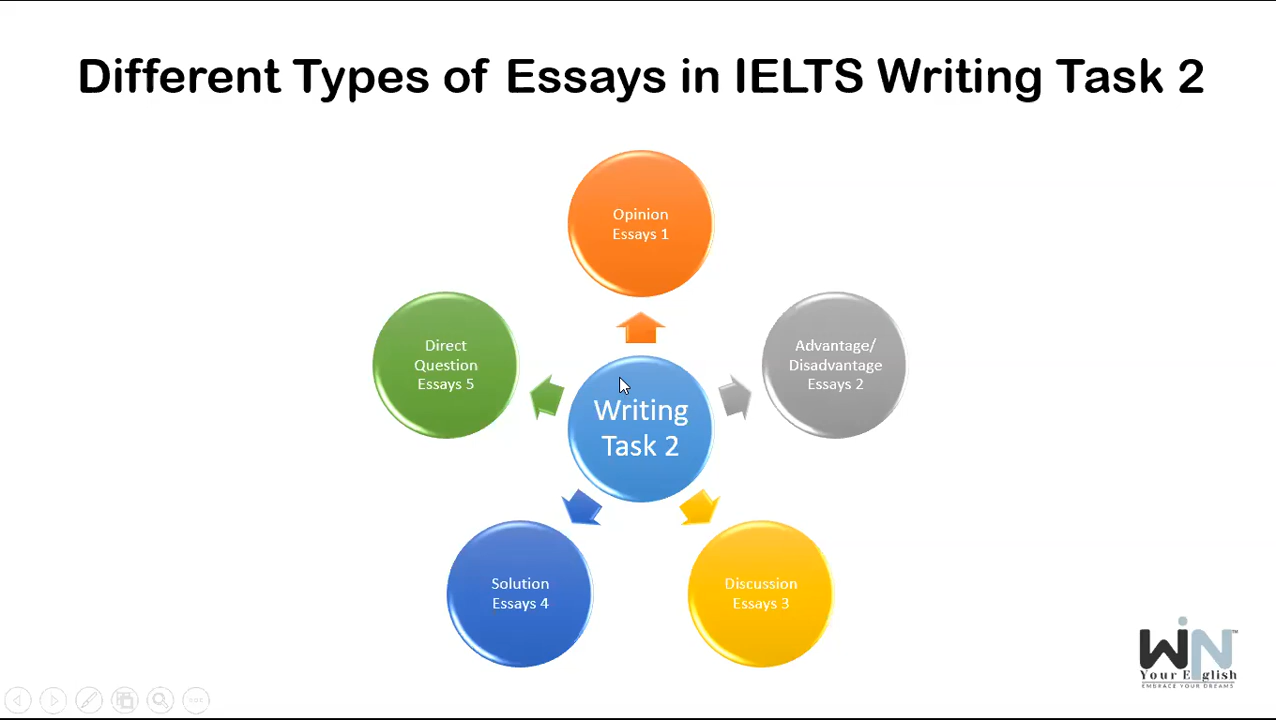 Different Types of Essays in IELTS Writing Task 2
Opinion
Essays 1
Direct
Question
Essays 5
Advantage/
Disadvantage
Essays 2
Writing
Task 2
Solution
Essays 4
Discussion
Essays 3
WiN™
Your English
EMBRACE YOUR DREAMS